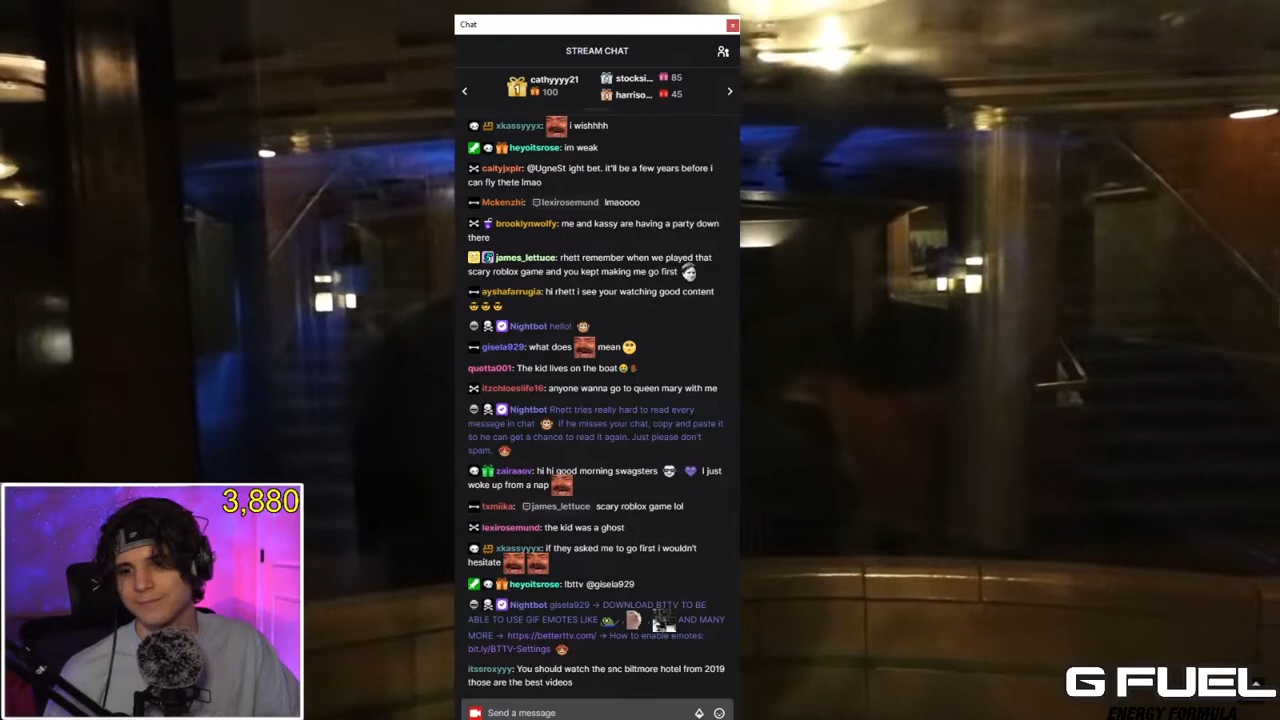 Chat
STREAM CHAT
cathyyyy21
100
stocksi... 85
harriso... 45
xkassyyyx: i wishhhh
heyoitsrose: im weak
caityjxplr: @UgneSt ight bet. it'll be a few years before i
can fly thete lmao
Mckenzhi: lexirosemund lmaoooo
brooklynwolfy: me and kassy are having a party down
there
james_lettuce: rhett remember when we played that
scary roblox game and you kept making me go first
ayshafarrugia: hi rhett i see your watching good content
Nightbot hello!
gisela929: what does mean
quetta001: The kid lives on the boat
itzchloeslife16: anyone wanna go to queen mary with me
Nightbot Rhett tries really hard to read every
message in chat If he misses your chat, copy and paste it
so he can get a chance to read it again. Just please don't
spam.
zairaaov: hi hi good morning swagsters I just
woke up from a nap
txmiika: james_lettuce scary roblox game lol
lexirosemund: the kid was a ghost
xkassyyyx: if they asked me to go first i wouldn't
hesitate
heyoitsrose: !bttv @gisela929
Nightbot gisela929 → DOWNLOAD BTTV TO BE
ABLE TO USE GIF EMOTES LIKE , , AND MANY
MORE → https://betterttv.com/ → How to enable emotes:
bit.ly/BTTV-Settings
itssroxyyy: You should watch the snc biltmore hotel from 2019
those are the best videos
Send a message
3,880
G FUEL
ENERGY FORMULA